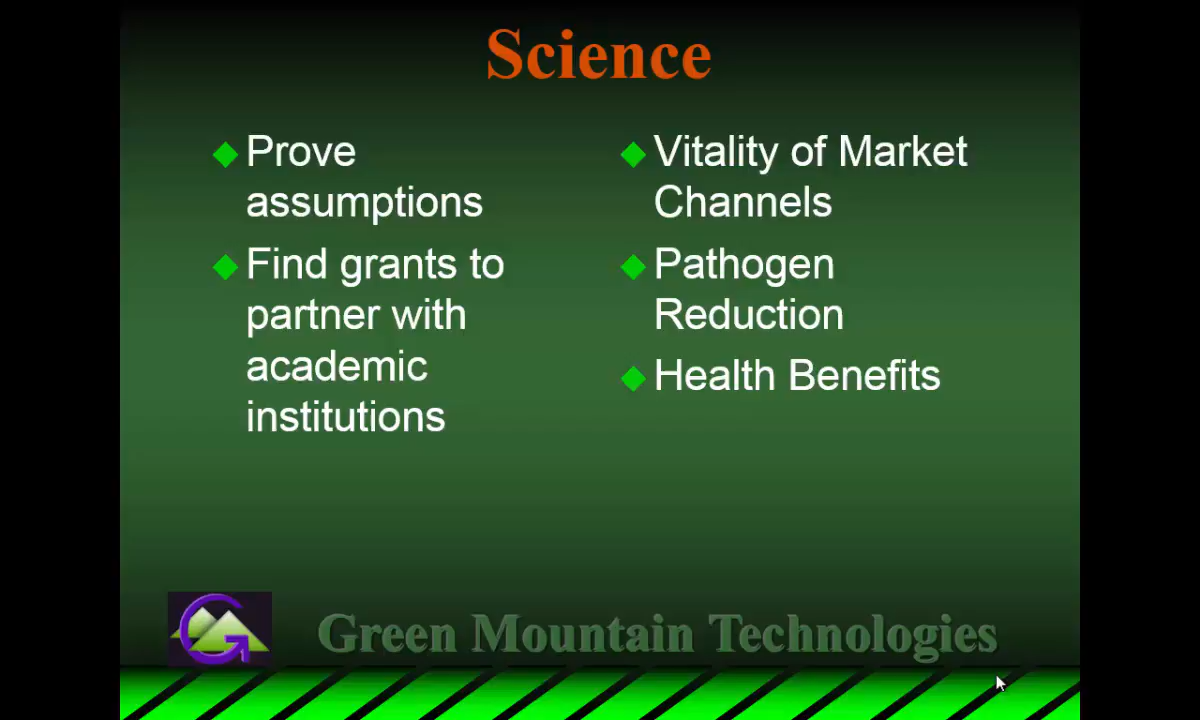 Science
Prove
assumptions
Find grants to
partner with
academic
institutions
Vitality of Market
Channels
Pathogen
Reduction
Health Benefits
Green Mountain Technologies